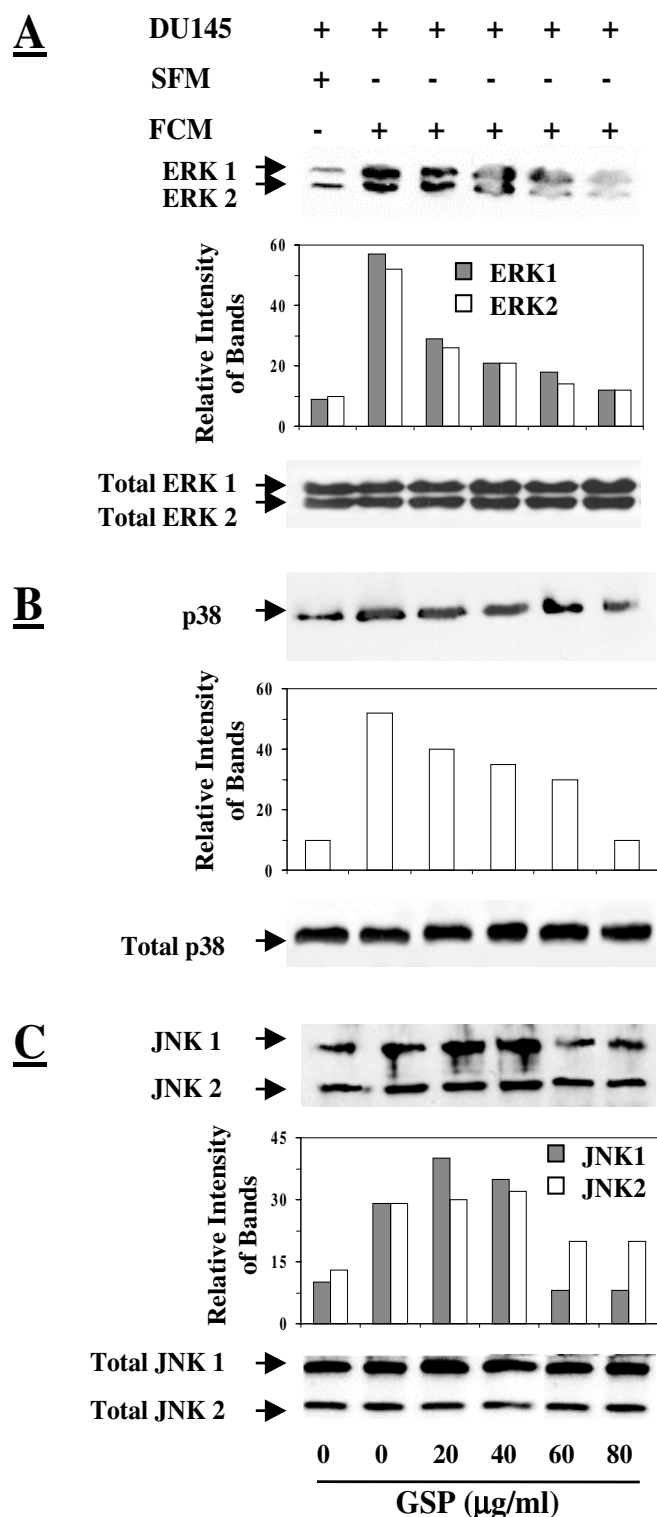 A
DU145 + + + + + +
SFM + - - - - -
FCM - + + + + +
ERK 1
ERK 2
60
40
20
0
Relative Intensity
of Bands
ERK1
ERK2
Total ERK 1
Total ERK 2
B
p38
60
40
20
0
Relative Intensity
of Bands
Total p38
C
JNK 1
JNK 2
45
30
15
0
Relative Intensity
of Bands
JNK1
JNK2
Total JNK 1
Total JNK 2
0 0 20 40 60 80
GSP (μg/ml)